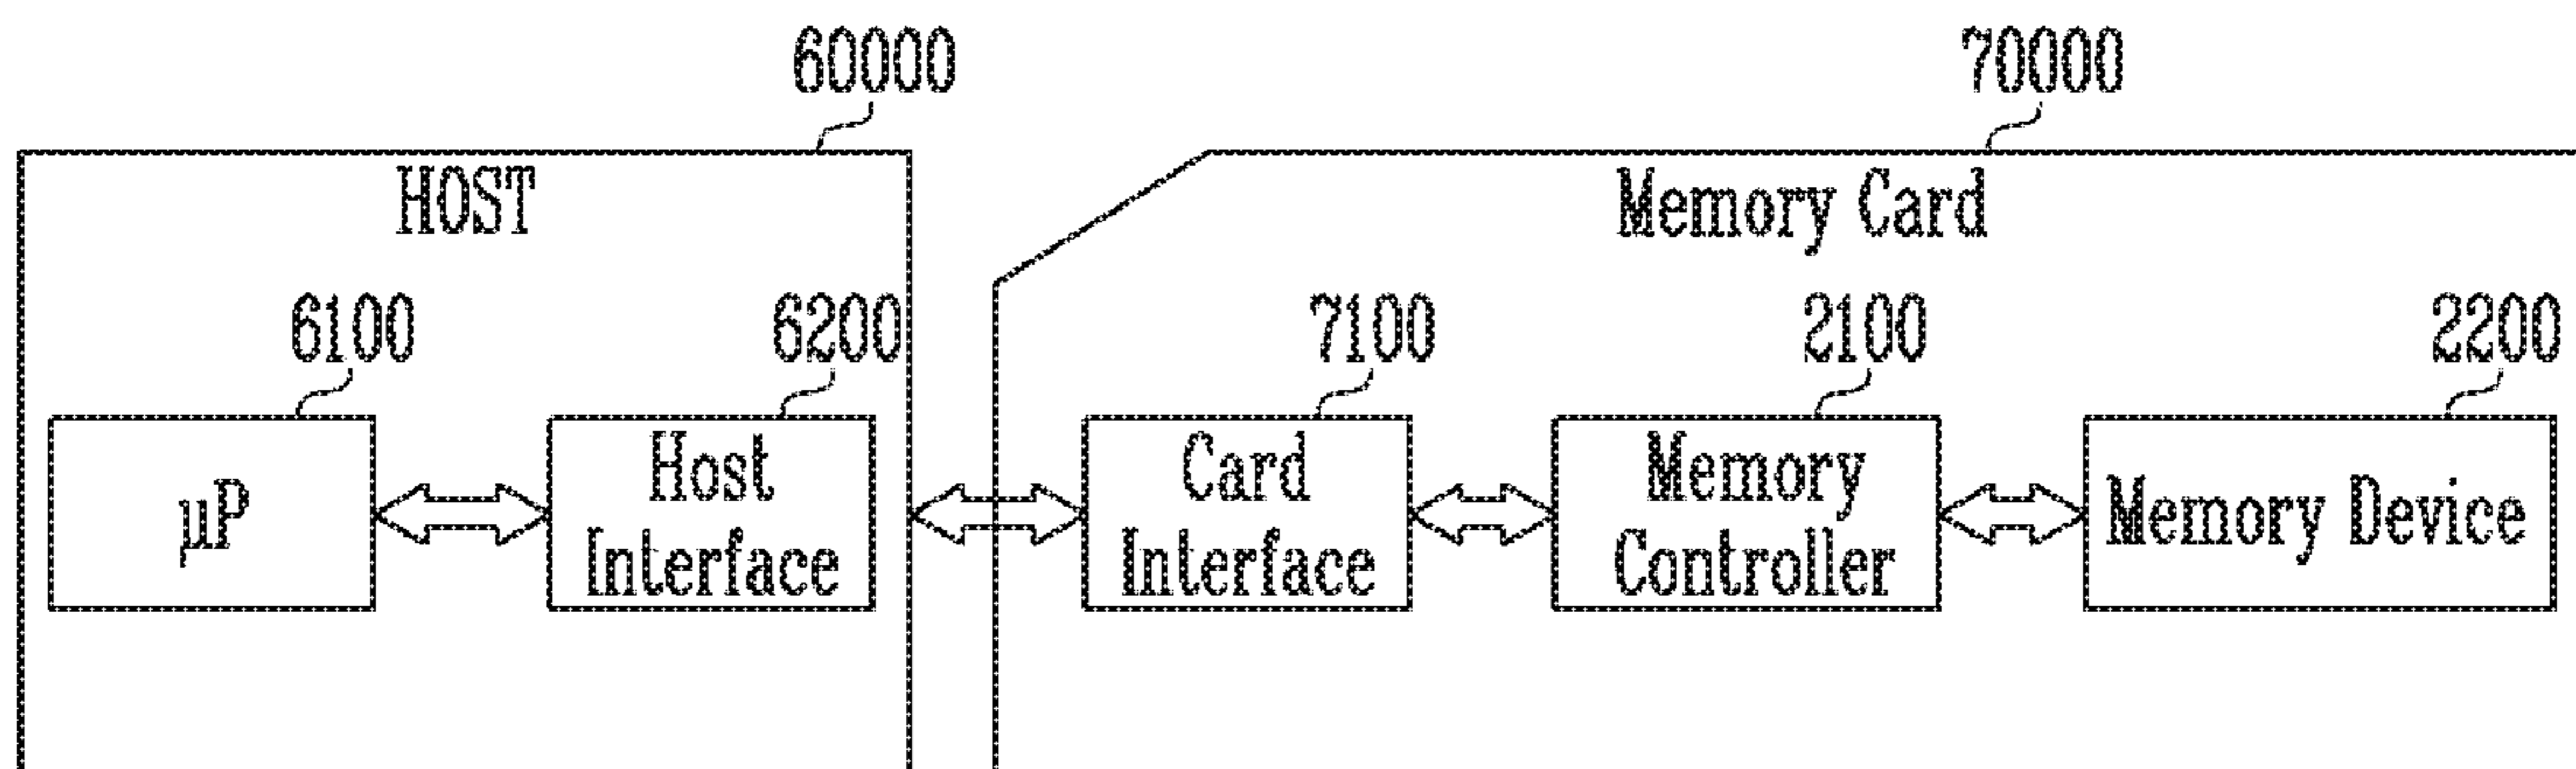 60000
70000
HOST
Memory Card
6100
6200
7100
2100
2200
µP
Host
Interface
Card
Interface
Memory
Controller
Memory Device